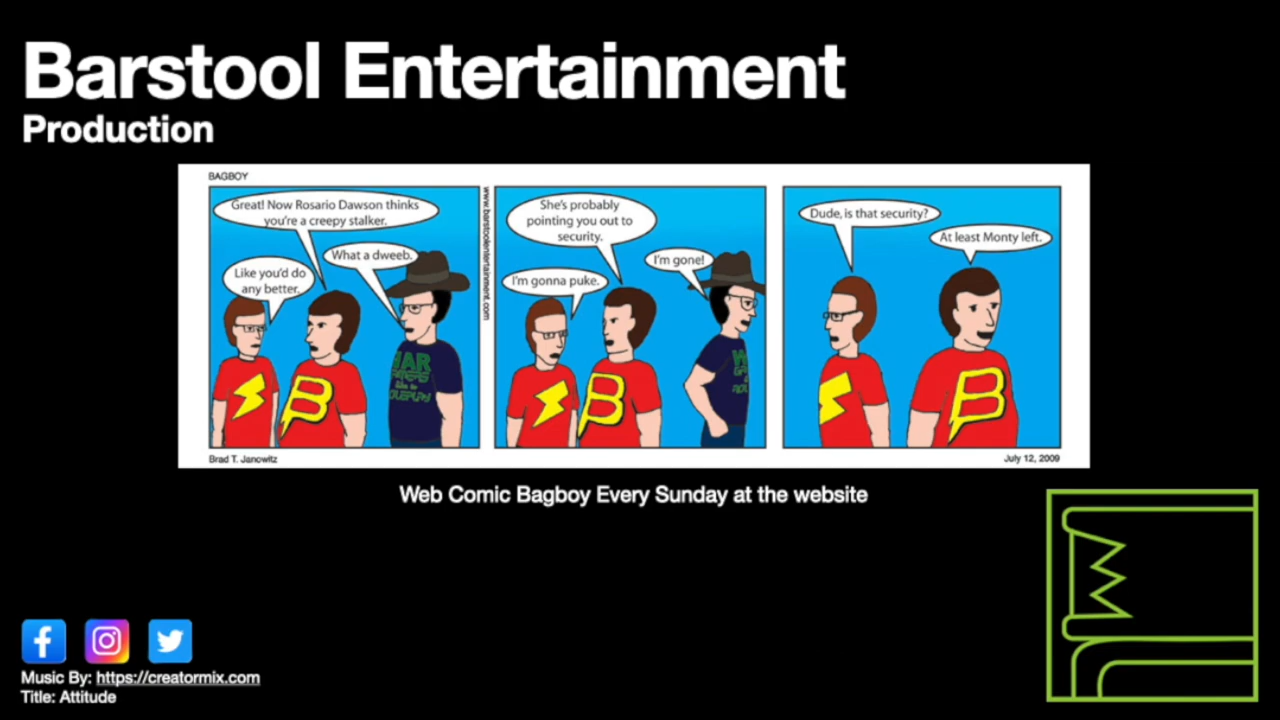 Barstool Entertainment
Production
BAGBOY
Great! Now Rosario Dawson thinks
you're a creepy stalker.
What a dweeb.
Like you'd do
any better.
www.barstoolentertainment.com
She's probably
pointing you out to
security.
I'm gone!
I'm gonna puke.
Dude, is that security?
At least Monty left.
B
B
B
Brad T. Janowitz
July 12, 2009
Web Comic Bagboy Every Sunday at the website
Music By: https://creatormix.com
Title: Attitude